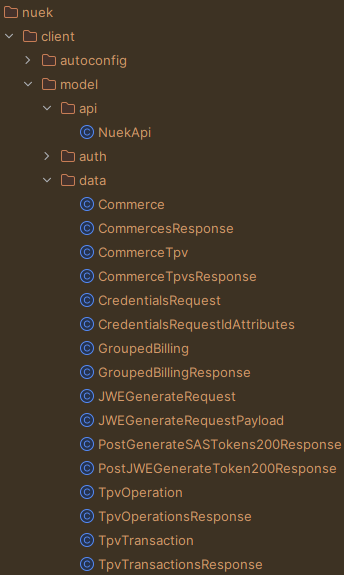 nuek
client
autoconfig
model
api
NuekApi
auth
data
Commerce
CommercesResponse
CommerceTpv
CommerceTpvsResponse
CredentialsRequest
CredentialsRequestIdAttributes
GroupedBilling
GroupedBillingResponse
JWEGenerateRequest
JWEGenerateRequestPayload
PostGenerateSASTokens200Response
PostJWEGenerateToken200Response
TpvOperation
TpvOperationsResponse
TpvTransaction
TpvTransactionsResponse